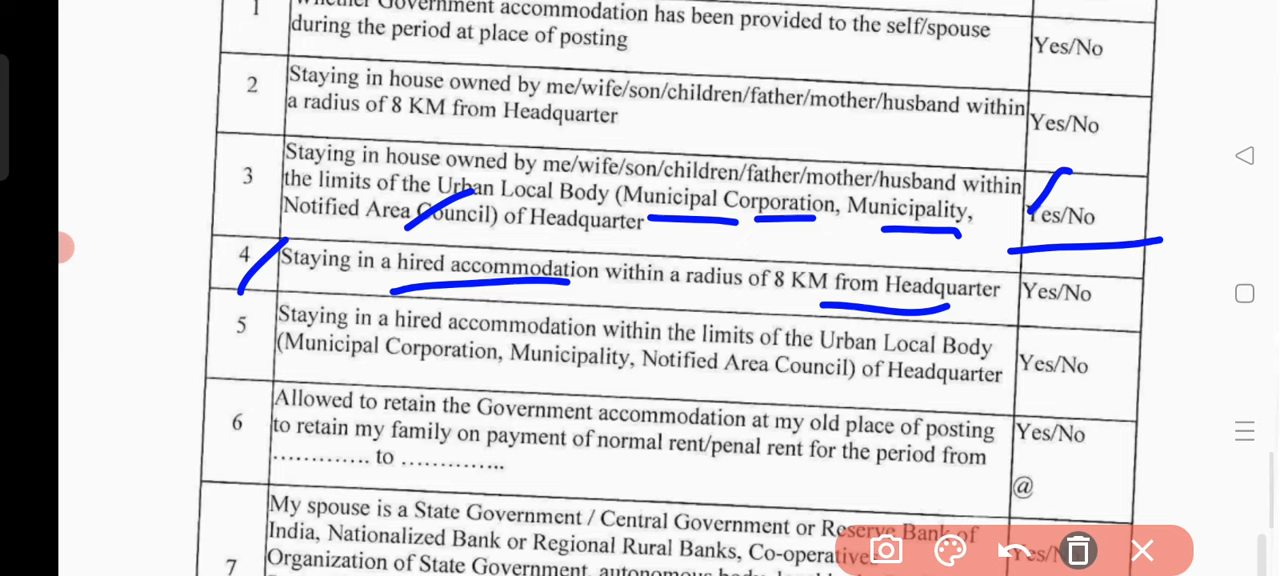 1
Whether Government accommodation has been provided to the self/spouse
during the period at place of posting
Yes/No
2
Staying in house owned by me/wife/son/children/father/mother/husband within
a radius of 8 KM from Headquarter
Yes/No
3
Staying in house owned by me/wife/son/children/father/mother/husband within
the limits of the Urban Local Body (Municipal Corporation, Municipality,
Notified Area Council) of Headquarter
Yes/No
4
Staying in a hired accommodation within a radius of 8 KM from Headquarter
Yes/No
5
Staying in a hired accommodation within the limits of the Urban Local Body
(Municipal Corporation, Municipality, Notified Area Council) of Headquarter
Yes/No
6
Allowed to retain the Government accommodation at my old place of posting
to retain my family on payment of normal rent/penal rent for the period from
............. to ..............
Yes/No
@
7
My spouse is a State Government / Central Government or Reserve Bank of
India, Nationalized Bank or Regional Rural Banks, Co-operative
Organization of State Government, autonomous